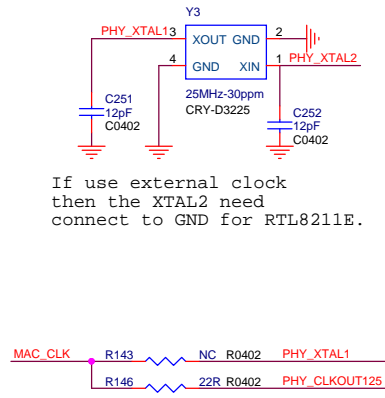 Y3
PHY_XTAL1 3 XOUT GND 2
4 GND XIN 1 PHY_XTAL2
25MHz-30ppm
CRY-D3225
C251
12pF
C0402
C252
12pF
C0402
If use external clock
then the XTAL2 need
connect to GND for RTL8211E.
MAC_CLK R143 NC R0402 PHY_XTAL1
R146 22R R0402 PHY_CLKOUT125